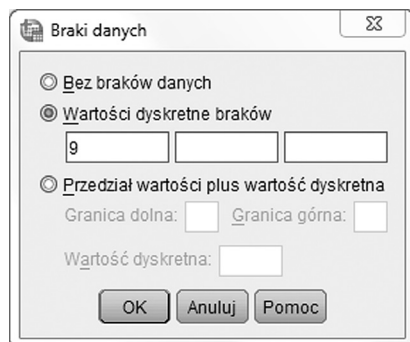 Braki danych
Bez braków danych
Wartości dyskretne braków
9
Przedział wartości plus wartość dyskretna
Granica dolna: Granica górna:
Wartość dyskretna:
OK Anuluj Pomoc